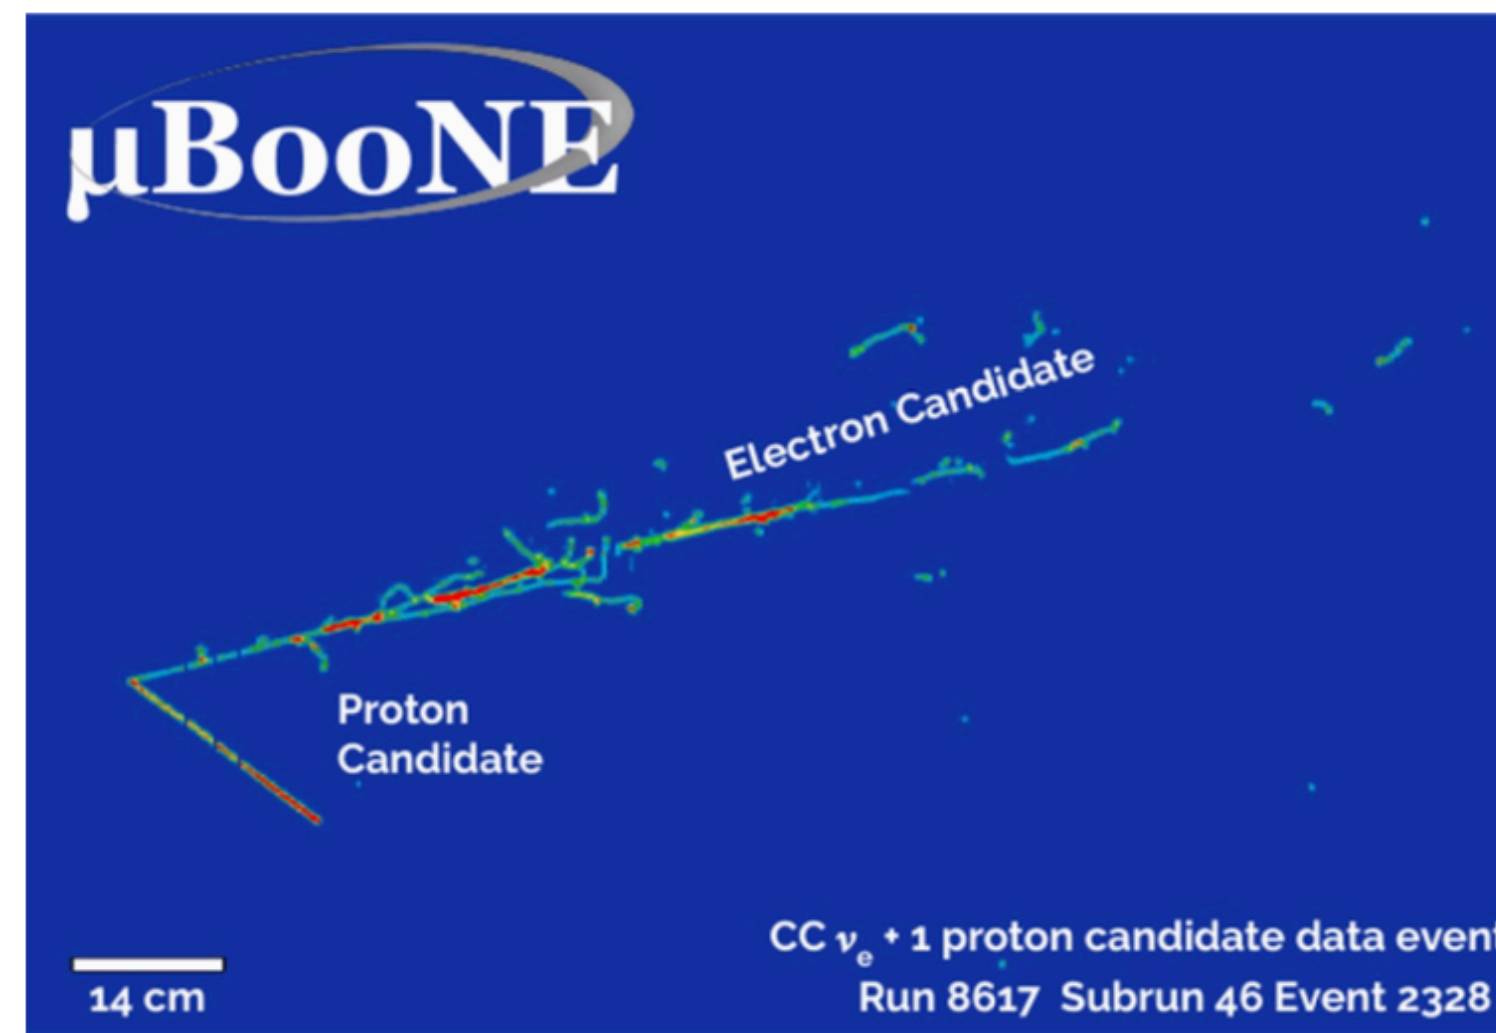 µBooNE
Electron Candidate
Proton
Candidate
14 cm
CC νe + 1 proton candidate data event
Run 8617 Subrun 46 Event 2328